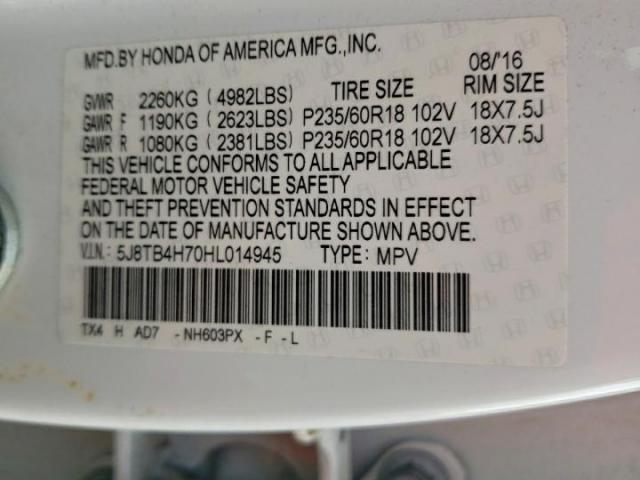 MFD.BY HONDA OF AMERICA MFG.,INC. 08/'16
GVWR 2260KG (4982LBS) TIRE SIZE RIM SIZE
GAWR F 1190KG (2623LBS) P235/60R18 102V 18X7.5J
GAWR R 1080KG (2381LBS) P235/60R18 102V 18X7.5J
THIS VEHICLE CONFORMS TO ALL APPLICABLE
FEDERAL MOTOR VEHICLE SAFETY
AND THEFT PREVENTION STANDARDS IN EFFECT
ON THE DATE OF MANUFACTURE SHOWN ABOVE.
V.I.N.: 5J8TB4H70HL014945 TYPE: MPV
TX4 H AD7 -NH603PX -F -L